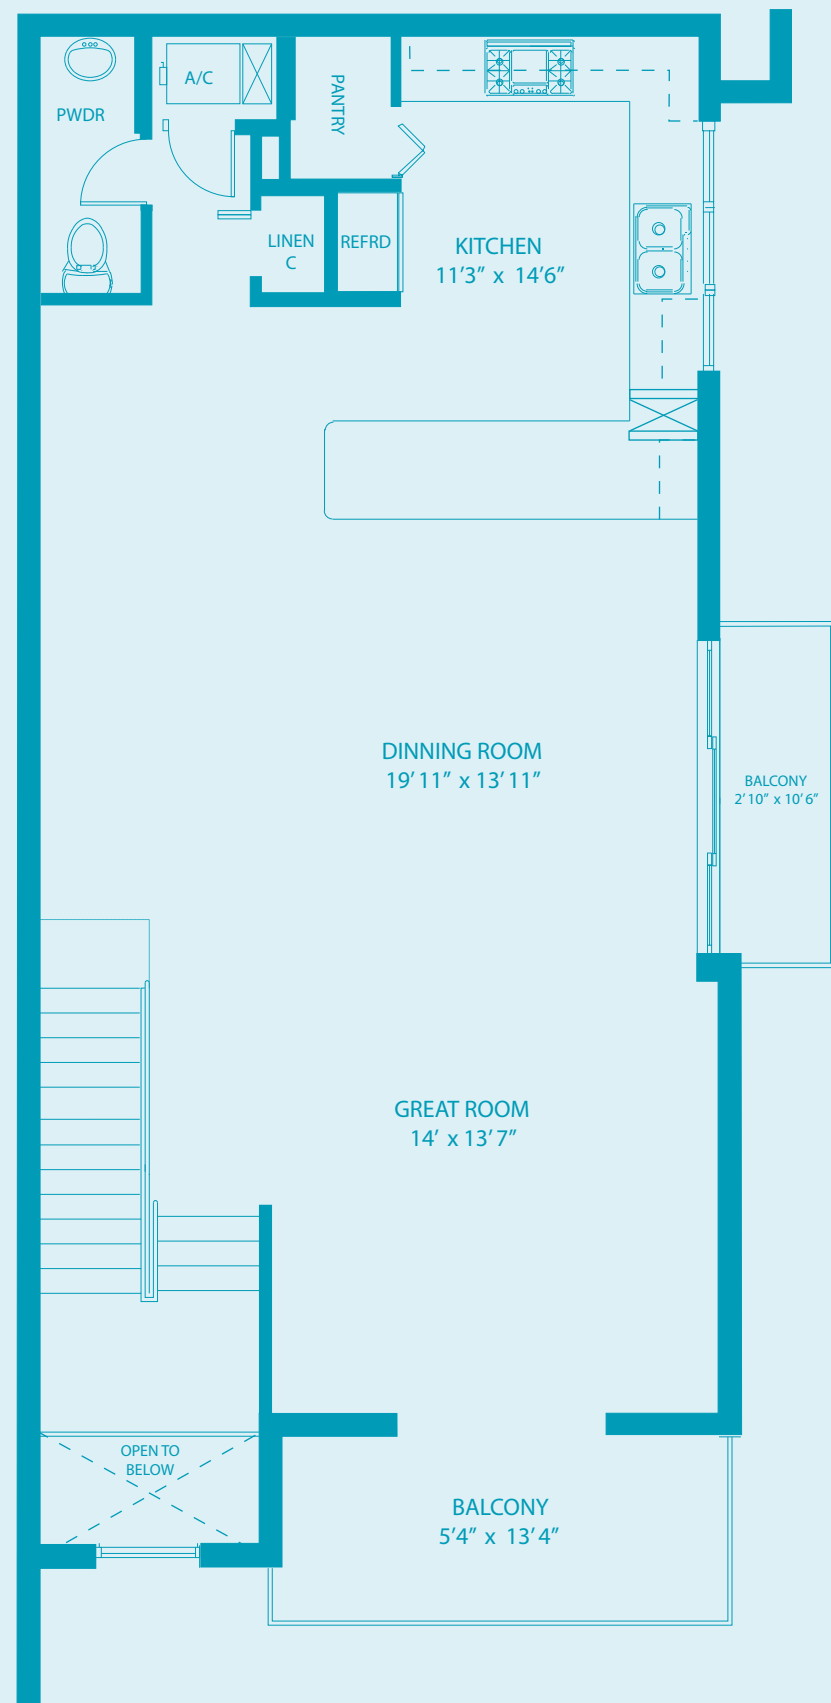 A/C
PWDR
PANTRY
LINEN
C
REFRD
KITCHEN
11'3” x 14'6”
DINNING ROOM
19' 11” x 13' 11”
BALCONY
2' 10” x 10' 6”
GREAT ROOM
14' x 13' 7”
OPEN TO
BELOW
BALCONY
5'4” x 13' 4”